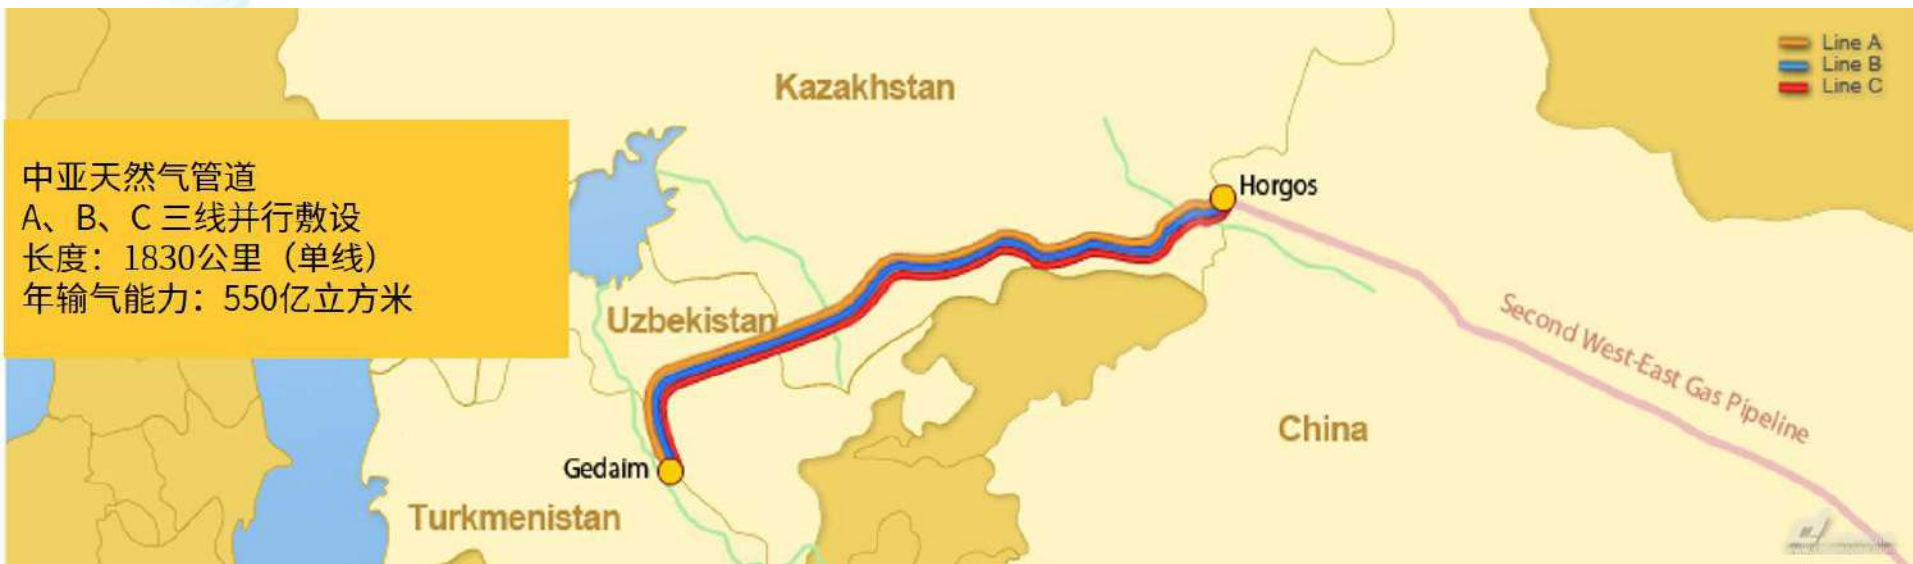 Line A
Line B
Line C
Kazakhstan
中亚天然气管道
A、B、C 三线并行敷设
长度：1830公里（单线）
年输气能力：550亿立方米
Horgos
Uzbekistan
Second West-East Gas Pipeline
China
Gedaim
Turkmenistan